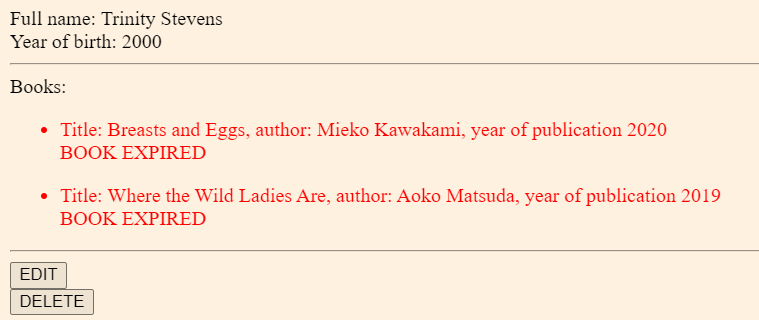 Full name: Trinity Stevens
Year of birth: 2000
Books:
Title: Breasts and Eggs, author: Mieko Kawakami, year of publication 2020
BOOK EXPIRED
Title: Where the Wild Ladies Are, author: Aoko Matsuda, year of publication 2019
BOOK EXPIRED
EDIT
DELETE